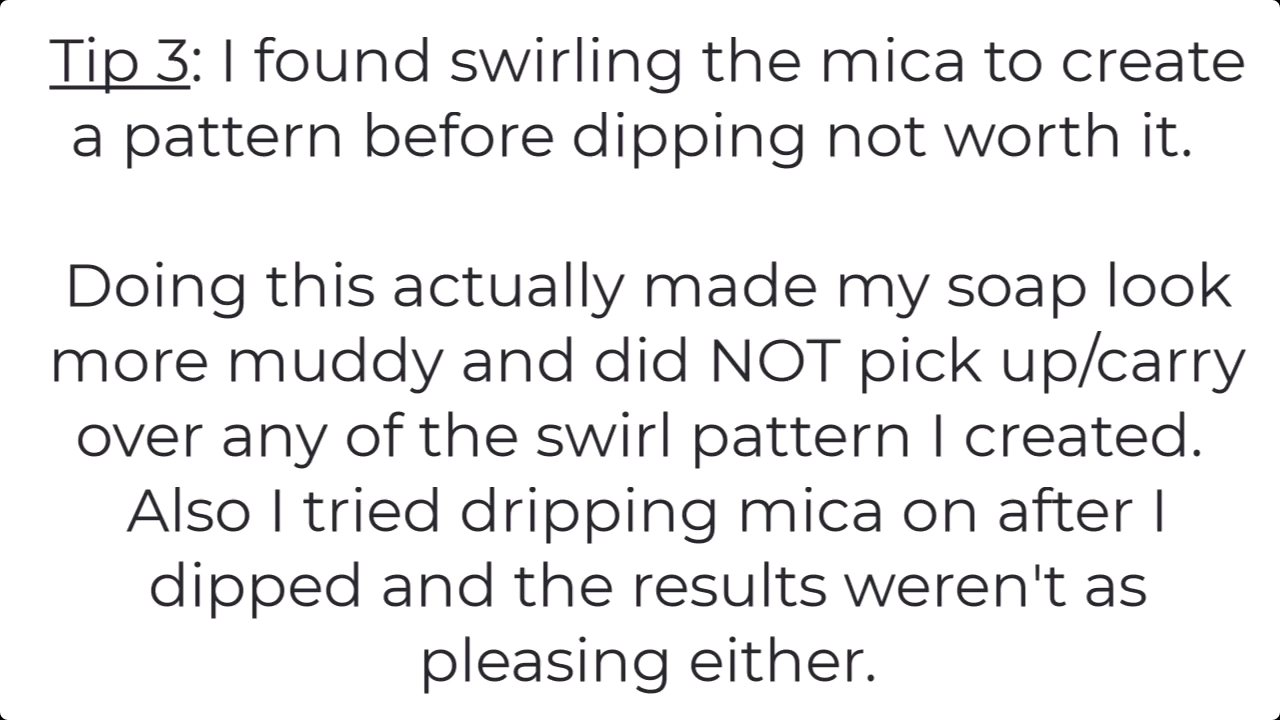 Tip 3: I found swirling the mica to create
a pattern before dipping not worth it.
Doing this actually made my soap look
more muddy and did NOT pick up/carry
over any of the swirl pattern I created.
Also I tried dripping mica on after I
dipped and the results weren't as
pleasing either.